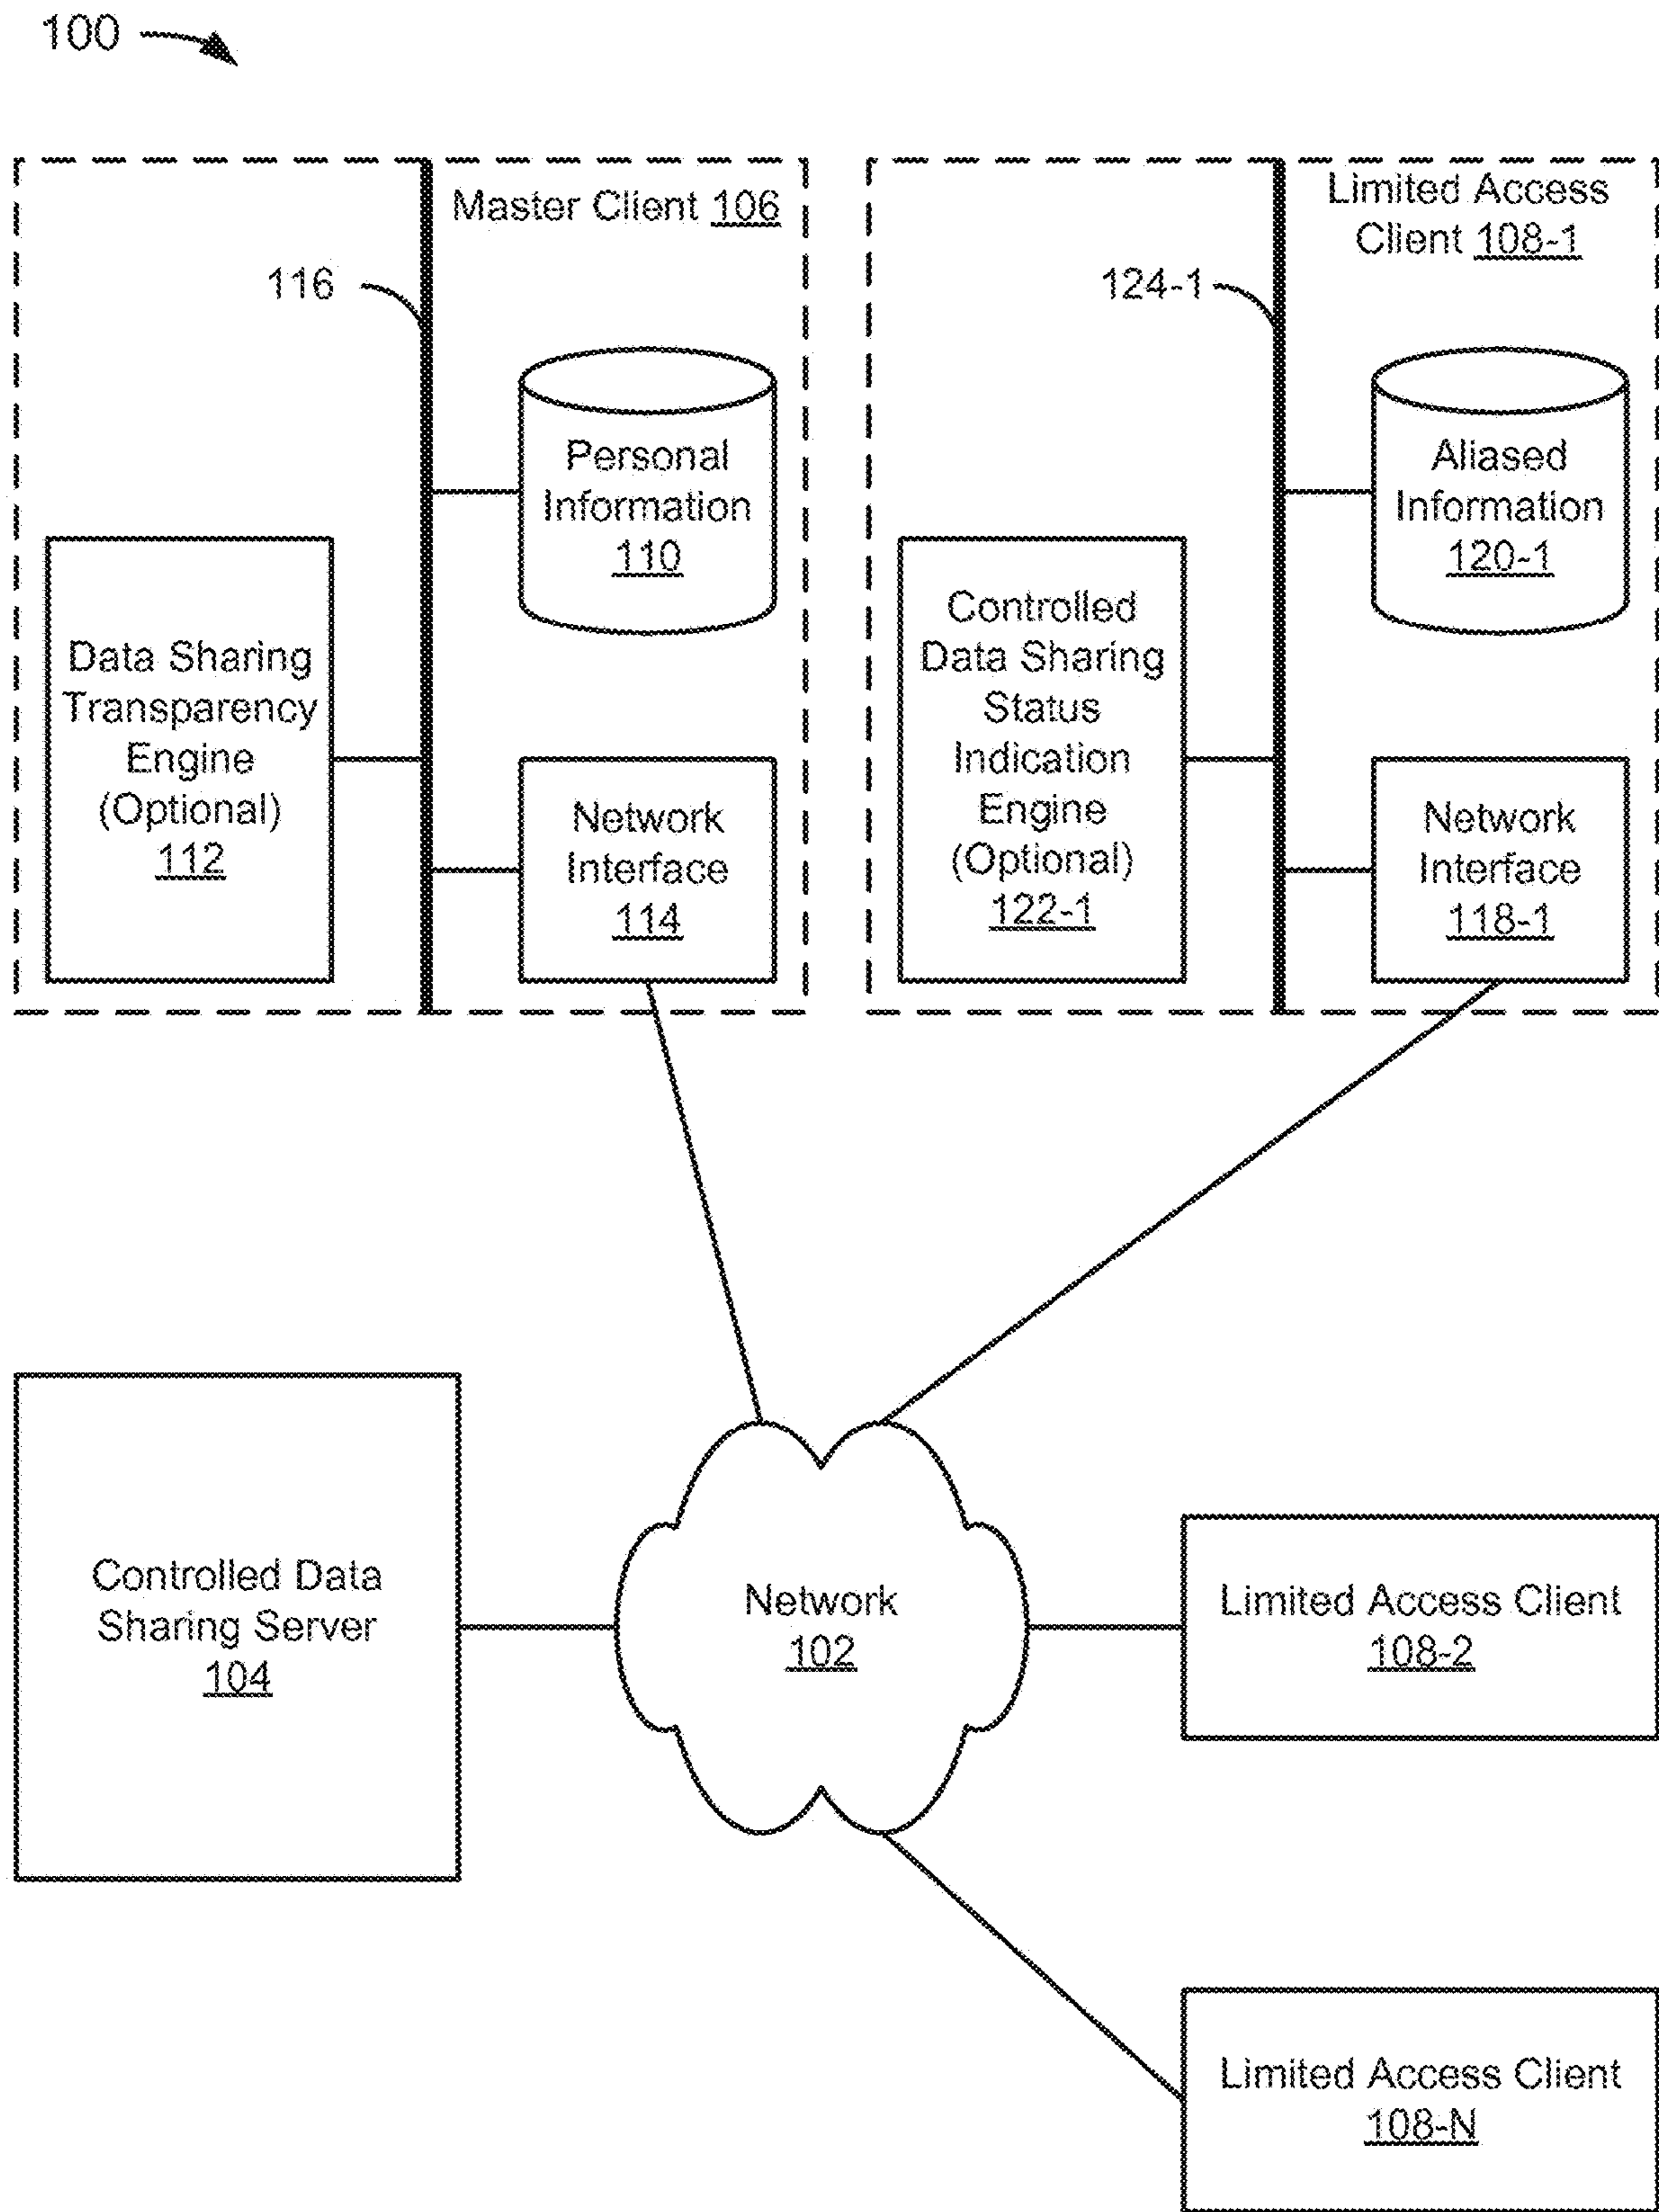 100
Master Client 106
116
Personal
Information
110
Data Sharing
Transparency
Engine
(Optional)
112
Network
Interface
114
Limited Access
Client 108-1
124-1
Aliased
Information
120-1
Controlled
Data Sharing
Status
Indication
Engine
(Optional)
122-1
Network
Interface
118-1
Controlled Data
Sharing Server
104
Network
102
Limited Access Client
108-2
Limited Access Client
108-N